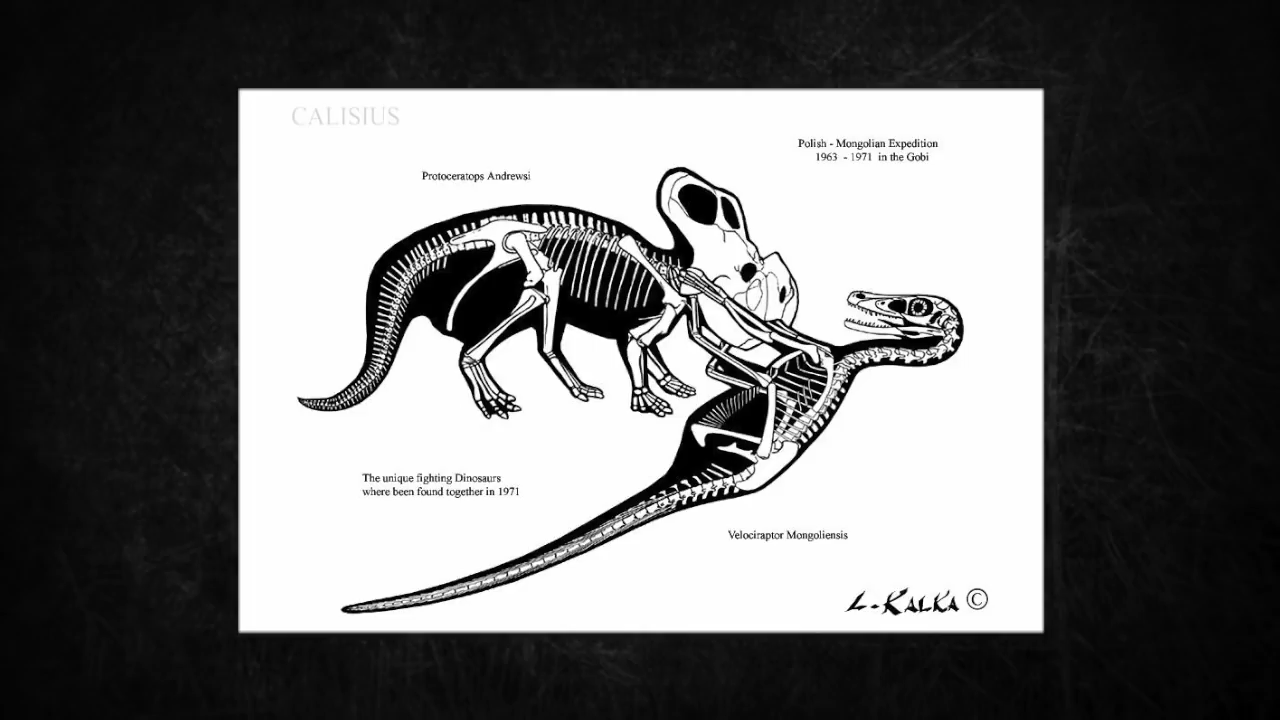 CALISIUS
Polish - Mongolian Expedition
1963 - 1971 in the Gobi
Protoceratops Andrewsi
The unique fighting Dinosaurs
where been found together in 1971
Velociraptor Mongoliensis
L-KALKA ©